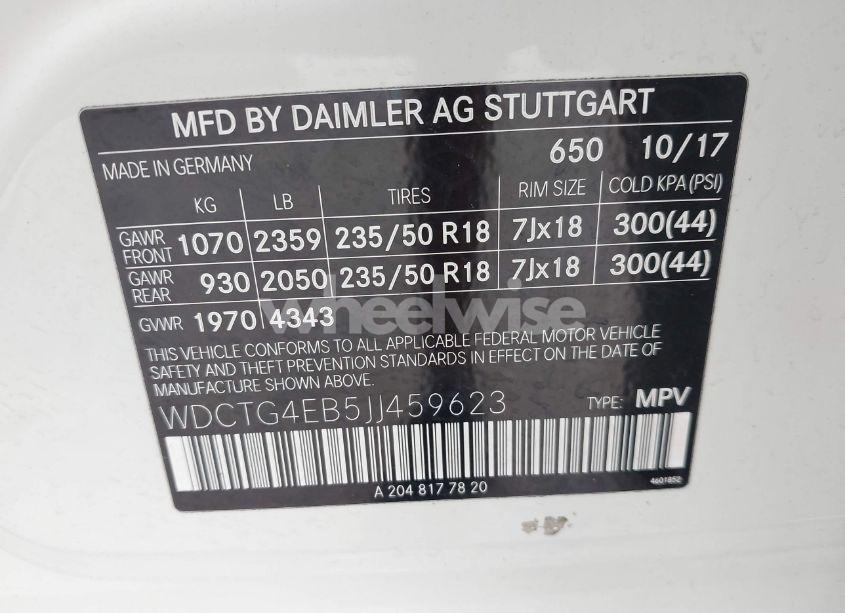 MFD BY DAIMLER AG STUTTGART
MADE IN GERMANY 650 10/17
KG LB TIRES RIM SIZE COLD KPA (PSI)
GAWR FRONT 1070 2359 235/50 R18 7Jx18 300(44)
GAWR REAR 930 2050 235/50 R18 7Jx18 300(44)
wheelwise
GVWR 1970 4343
THIS VEHICLE CONFORMS TO ALL APPLICABLE FEDERAL MOTOR VEHICLE
SAFETY AND THEFT PREVENTION STANDARDS IN EFFECT ON THE DATE OF
MANUFACTURE SHOWN ABOVE.
WDCTG4EB5JJ459623 TYPE: MPV
A 204 817 78 20 4601852